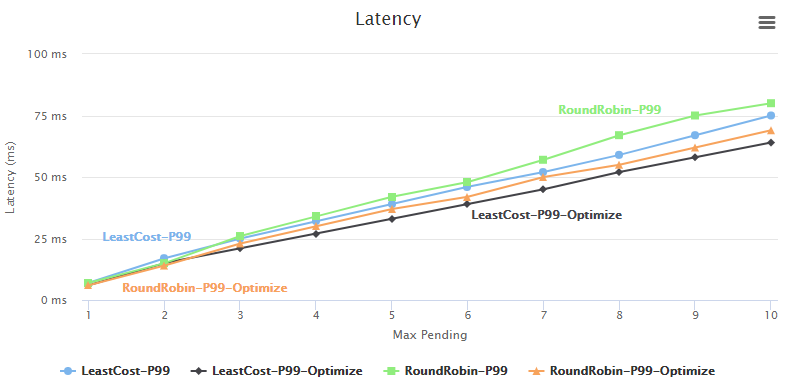 Latency
100 ms
75 ms
50 ms
25 ms
0 ms
Latency (ms)
RoundRobin-P99
LeastCost-P99-Optimize
LeastCost-P99
RoundRobin-P99-Optimize
1 2 3 4 5 6 7 8 9 10
Max Pending
LeastCost-P99 LeastCost-P99-Optimize RoundRobin-P99 RoundRobin-P99-Optimize